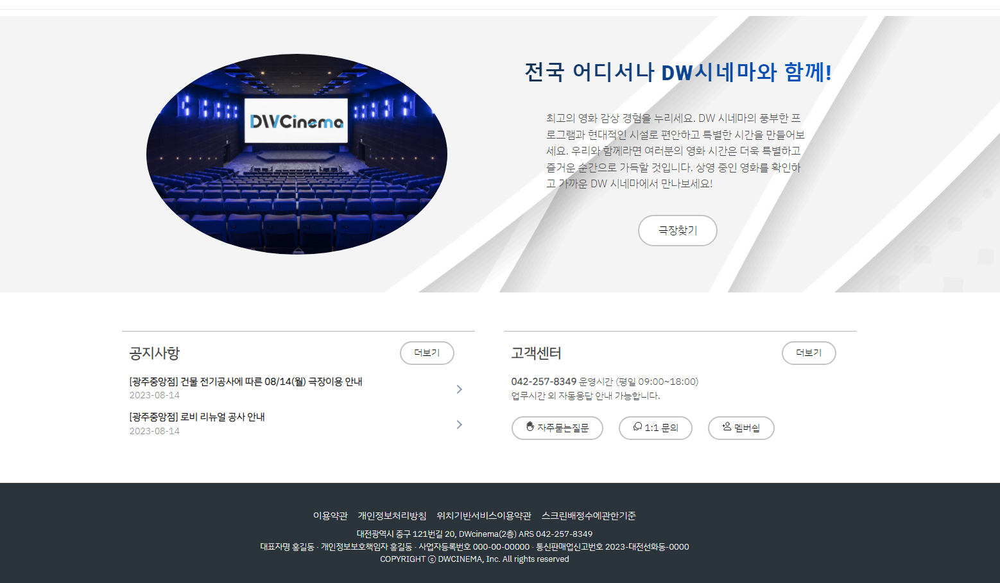 DWCinema
전국 어디서나 DW시네마와 함께!
최고의 영화 감상 경험을 누리세요. DW 시네마의 풍부한 프
로그램과 현대적인 시설로 편안하고 특별한 시간을 만들어보
세요. 우리와 함께라면 여러분의 영화 시간은 더욱 특별하고
즐거운 순간으로 가득할 것입니다. 상영 중인 영화를 확인하
고 가까운 DW 시네마에서 만나보세요!
극장찾기
공지사항
더보기
[광주중앙점] 건물 전기공사에 따른 08/14(월) 극장이용 안내
2023-08-14
[광주중앙점] 로비 리뉴얼 공사 안내
2023-08-14
고객센터
더보기
042-257-8349 운영시간 (평일 09:00~18:00)
업무시간 외 자동응답 안내 가능합니다.
자주묻는질문
1:1 문의
멤버쉽
이용약관 개인정보처리방침 위치기반서비스이용약관 스크린배정수에관한기준
대전광역시 중구 121번길 20, DWcinema(2층) ARS 042-257-8349
대표자명 홍길동 · 개인정보보호책임자 홍길동 · 사업자등록번호 000-00-00000 · 통신판매업신고번호 2023-대전선화동-0000
COPYRIGHT ⓒ DWCINEMA, Inc. All rights reserved